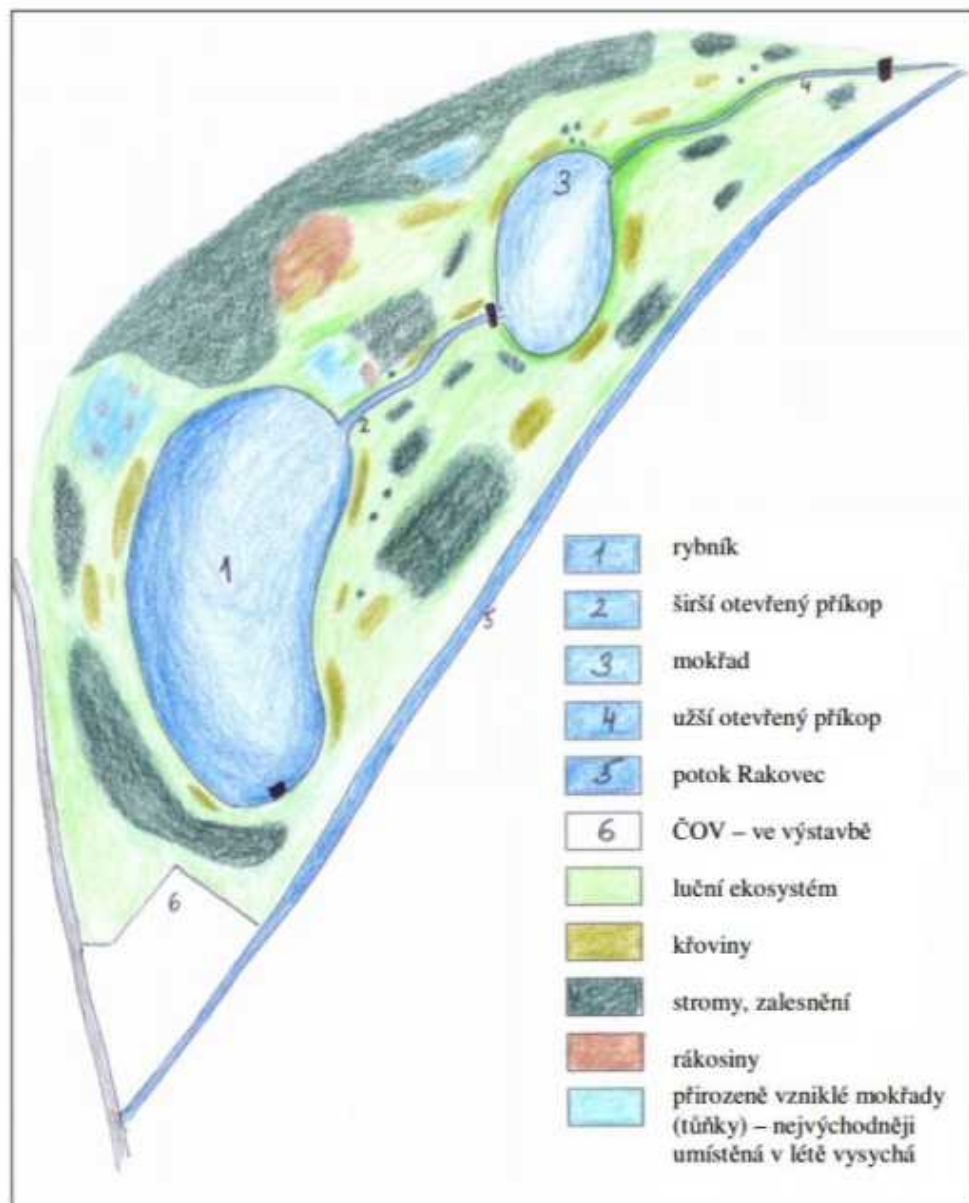 4
3
2
1
5
6
1 rybník
2 širší otevřený příkop
3 mokřad
4 užší otevřený příkop
5 potok Rakovec
6 ČOV – ve výstavbě
luční ekosystém
křoviny
stromy, zalesnění
rákosiny
přirozeně vzniklé mokřady
(tůňky) – nejvýchodněji
umístěná v létě vysychá